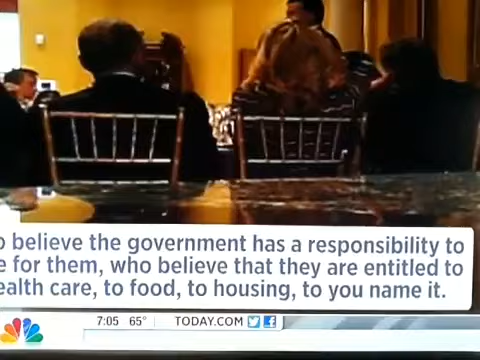 believe the government has a responsibility to
for them, who believe that they are entitled to
care, to food, to housing, to you name it.
7:05 65° TODAY.COM